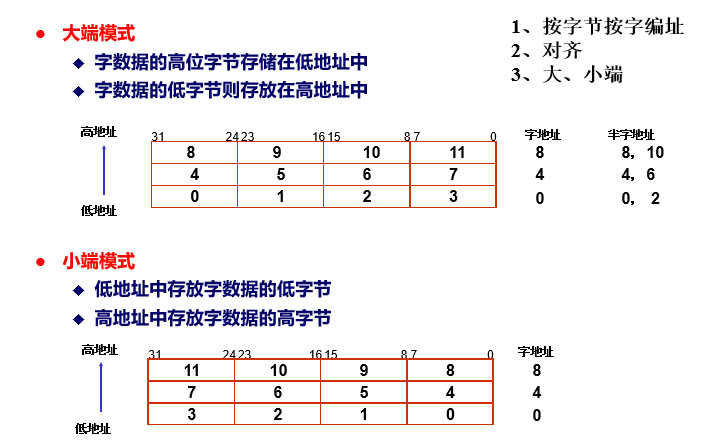 ● 大端模式
◆ 字数据的高位字节存储在低地址中
◆ 字数据的低字节则存放在高地址中
1、按字节按字编址
2、对齐
3、大、小端
高地址 31 24 23 16 15 8 7 0 字地址 半字地址
8 9 10 11 8 8，10
4 5 6 7 4 4，6
0 1 2 3 0 0， 2
低地址
● 小端模式
◆ 低地址中存放字数据的低字节
◆ 高地址中存放字数据的高字节
高地址 31 24 23 16 15 8 7 0 字地址
11 10 9 8 8
7 6 5 4 4
3 2 1 0 0
低地址